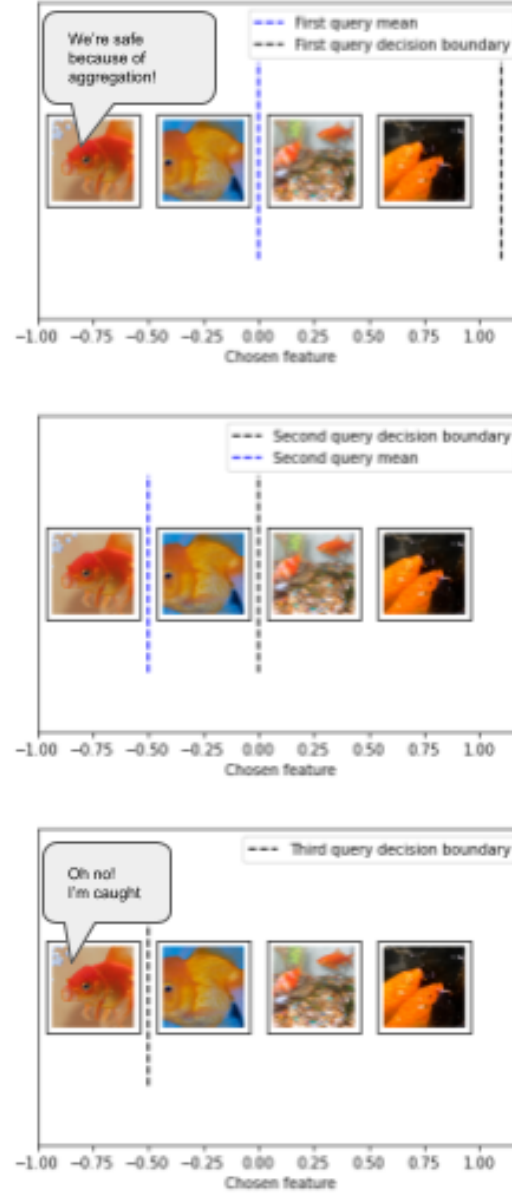 We're safe
because of
aggregation!
First query mean
First query decision boundary
−1.00 −0.75 −0.50 −0.25 0.00 0.25 0.50 0.75 1.00
Chosen feature
Second query decision boundary
Second query mean
−1.00 −0.75 −0.50 −0.25 0.00 0.25 0.50 0.75 1.00
Chosen feature
Oh no!
I'm caught
Third query decision boundary
−1.00 −0.75 −0.50 −0.25 0.00 0.25 0.50 0.75 1.00
Chosen feature